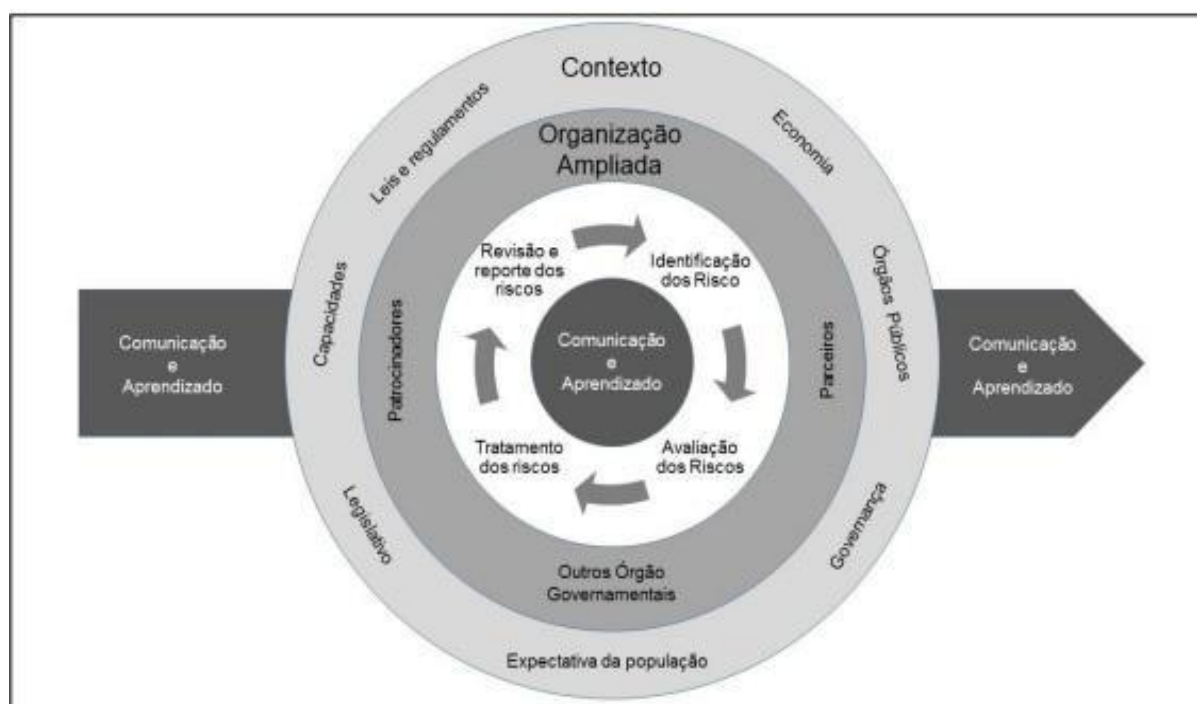 Contexto
Leis e regulamentos
Economia
Organização
Ampliada
Revisão e
reporte dos
riscos
Identificação
dos Risco
Capacidades
Órgãos Públicos
Patrocinadores
Parceiros
Comunicação
e
Aprendizado
Comunicação
e
Aprendizado
Comunicação
e
Aprendizado
Tratamento
dos riscos
Avaliação
dos Riscos
Legislativo
Governança
Outros Órgão
Governamentais
Expectativa da população